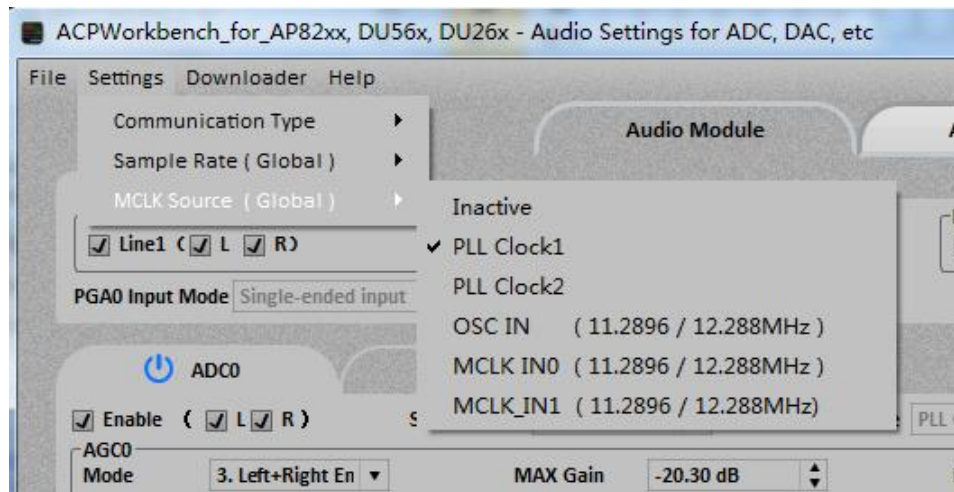 ACPWorkbench_for_AP82xx, DU56x, DU26x - Audio Settings for ADC, DAC, etc
File Settings Downloader Help
Communication Type
Audio Module
Sample Rate ( Global )
MCLK Source ( Global )
Inactive
Line1 ( L R )
PLL Clock1
PLL Clock2
PGA0 Input Mode Single-ended input
OSC IN ( 11.2896 / 12.288MHz )
MCLK IN0 ( 11.2896 / 12.288MHz )
ADC0
MCLK_IN1 ( 11.2896 / 12.288MHz)
Enable ( L R ) PLL
AGC0
Mode 3. Left+Right En MAX Gain -20.30 dB